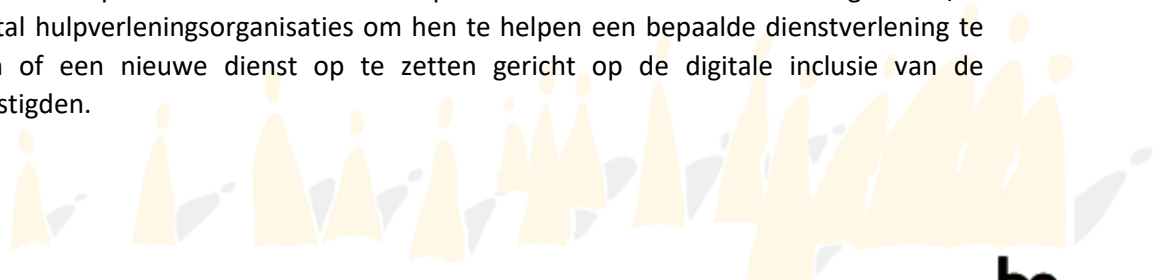 tal hulpverleningsorganisaties om hen te helpen een bepaalde dienstverlening te
of een nieuwe dienst op te zetten gericht op de digitale inclusie van de
stigden.